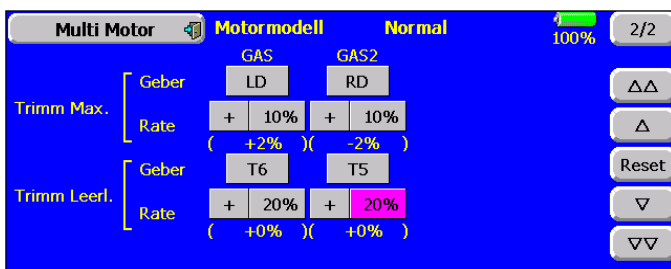 Multi Motor Motormodell Normal 100% 2/2
GAS GAS2
Geber LD RD
Trimm Max.
Rate + 10% + 10%
( +2% )( -2% )
Geber T6 T5
Reset
Trimm Leerl.
Rate + 20% + 20%
( +0% )( +0% )